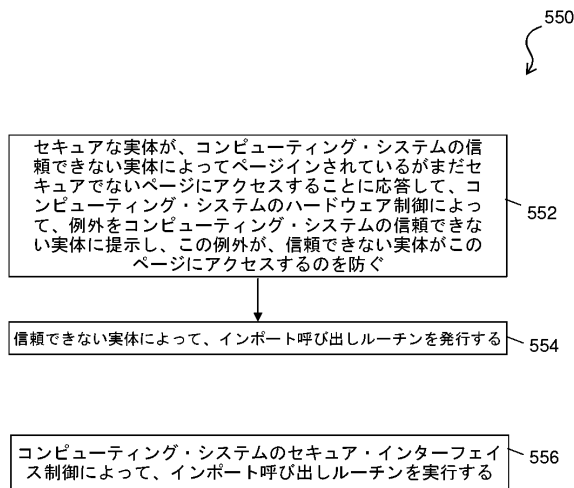 550
セキュアな実体が、コンピューティング・システムの信
頼できない実体によってページインされているがまだセ
キュアでないページにアクセスすることに応答して、コ
ンピューティング・システムのハードウェア制御によっ
て、例外をコンピューティング・システムの信頼できな
い実体に提示し、この例外が、信頼できない実体がこの
ページにアクセスするのを防ぐ
552
信頼できない実体によって、インポート呼び出しルーチンを発行する
554
コンピューティング・システムのセキュア・インターフェイ
ス制御によって、インポート呼び出しルーチンを実行する
556